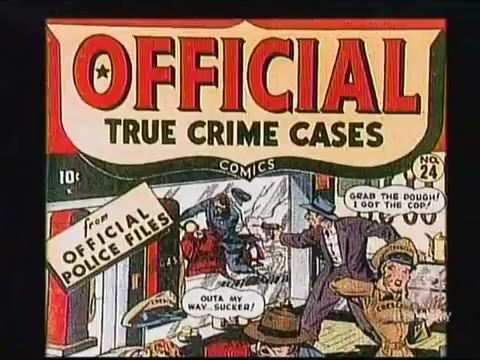 OFFICIAL
TRUE CRIME CASES
COMICS
10¢
NO.
24
from
OFFICIAL
POLICE FILES
GRAB THE DOUGH!
I GOT THE COP!
OUTA MY
WAY...SUCKER!